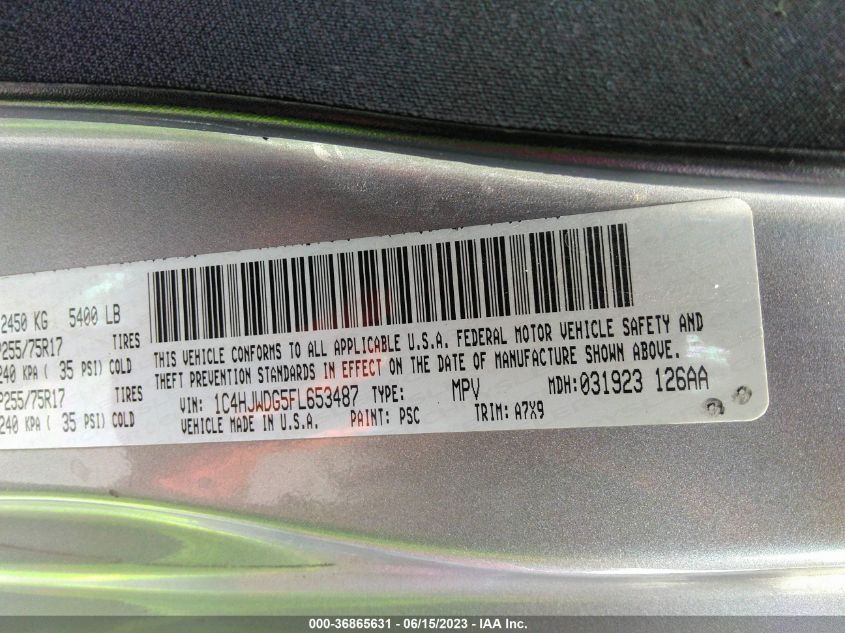 2450 KG 5400 LB
P255/75R17 TIRES
240 KPA ( 35 PSI) COLD
P255/75R17 TIRES
240 KPA ( 35 PSI) COLD
THIS VEHICLE CONFORMS TO ALL APPLICABLE U.S.A. FEDERAL MOTOR VEHICLE SAFETY AND
THEFT PREVENTION STANDARDS IN EFFECT ON THE DATE OF MANUFACTURE SHOWN ABOVE.
VIN: 1C4HJWDG5FL653487 TYPE: MPV MDH: 031923 126AA
VEHICLE MADE IN U.S.A. PAINT: PSC TRIM: A7X9
000-36865631 - 06/15/2023 - IAA Inc.